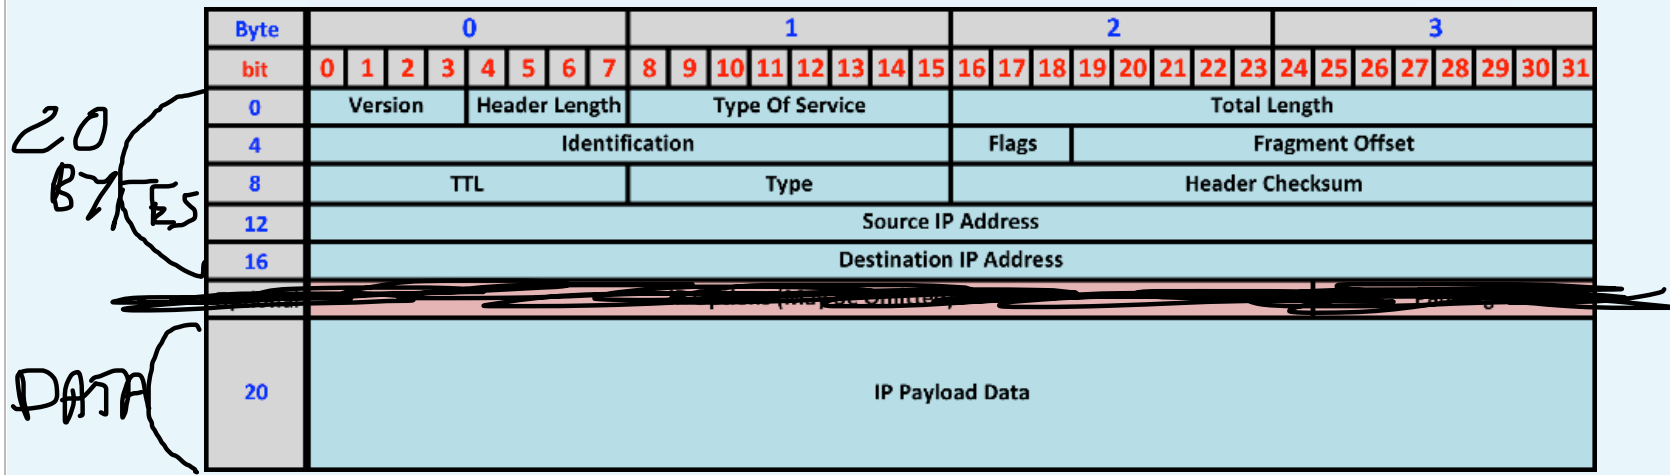 Byte 0 1 2 3
bit 0 1 2 3 4 5 6 7 8 9 10 11 12 13 14 15 16 17 18 19 20 21 22 23 24 25 26 27 28 29 30 31
20 BYTES
0 Version Header Length Type Of Service Total Length
4 Identification Flags Fragment Offset
8 TTL Type Header Checksum
12 Source IP Address
16 Destination IP Address
DATA
20 IP Payload Data